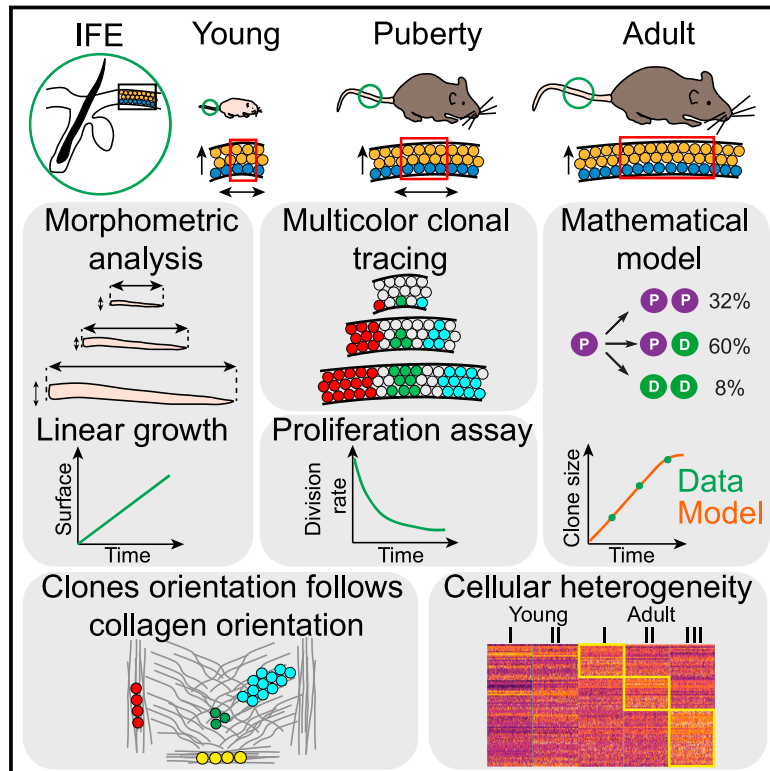 IFE
Young
Puberty
Adult
Morphometric
analysis
Linear growth
Surface
Time
Multicolor clonal
tracing
Proliferation assay
Division
rate
Time
Mathematical
model
P
P
P
32%
P
D
60%
D
D
8%
Clone size
Data
Model
Time
Clones orientation follows
collagen orientation
Cellular heterogeneity
Young
Adult
I
II
I
II
III